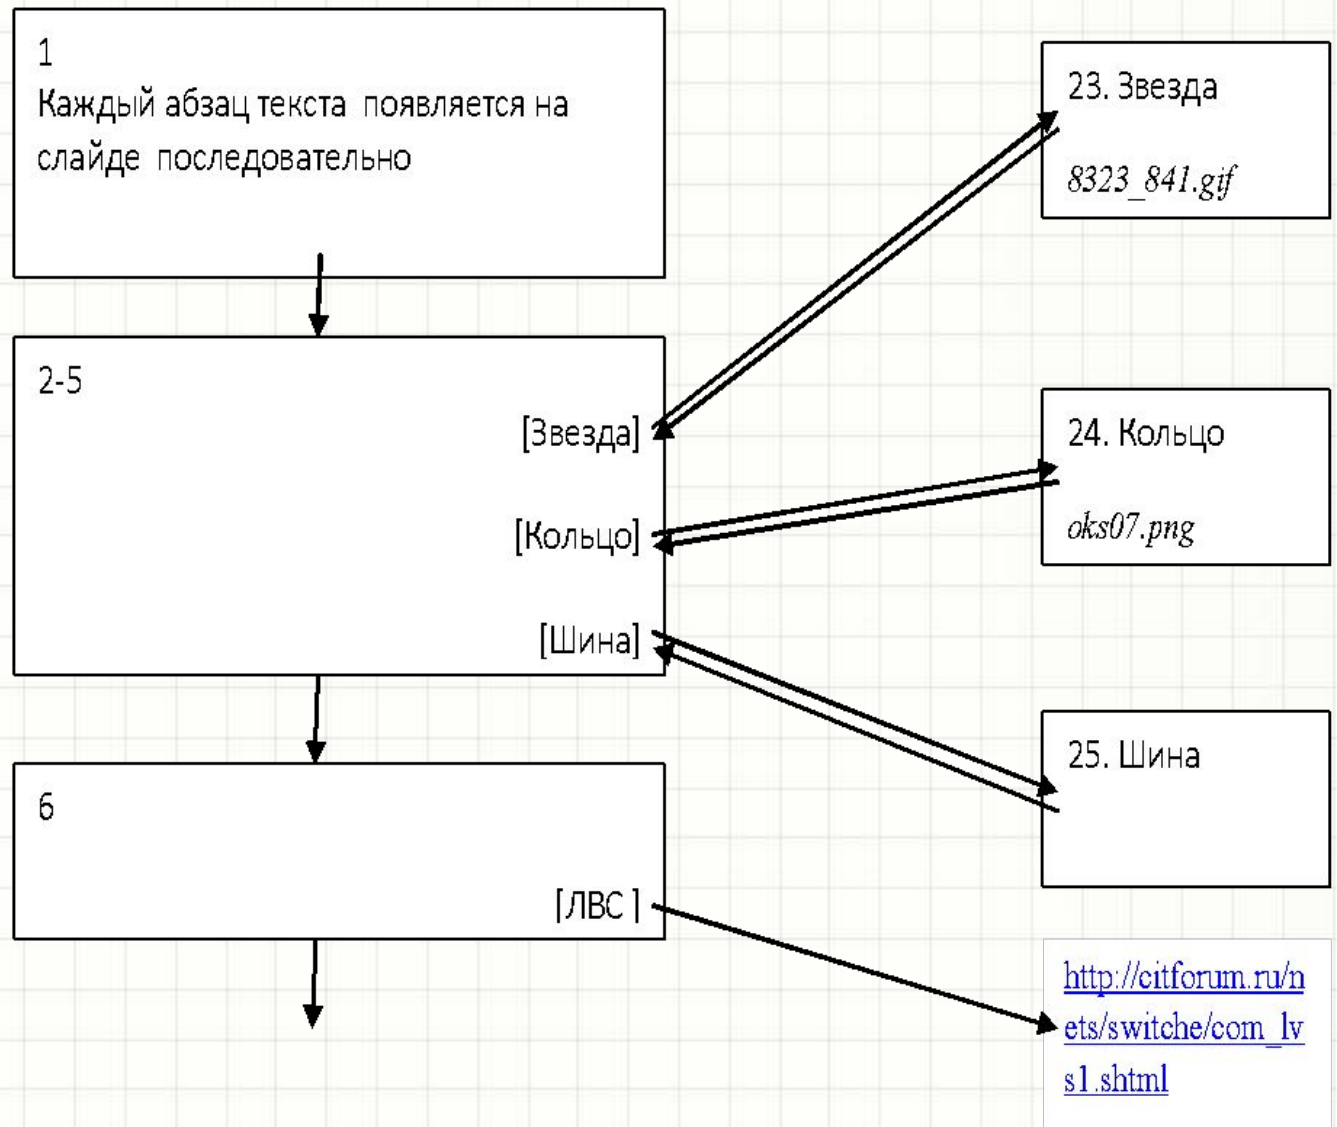 1
Каждый абзац текста появляется на
слайде последовательно
2-5
[Звезда]
[Кольцо]
[Шина]
6
[ЛВС ]
23. Звезда
8323_841.gif
24. Кольцо
oks07.png
25. Шина
http://citforum.ru/n
ets/switche/com_lv
s1.shtml